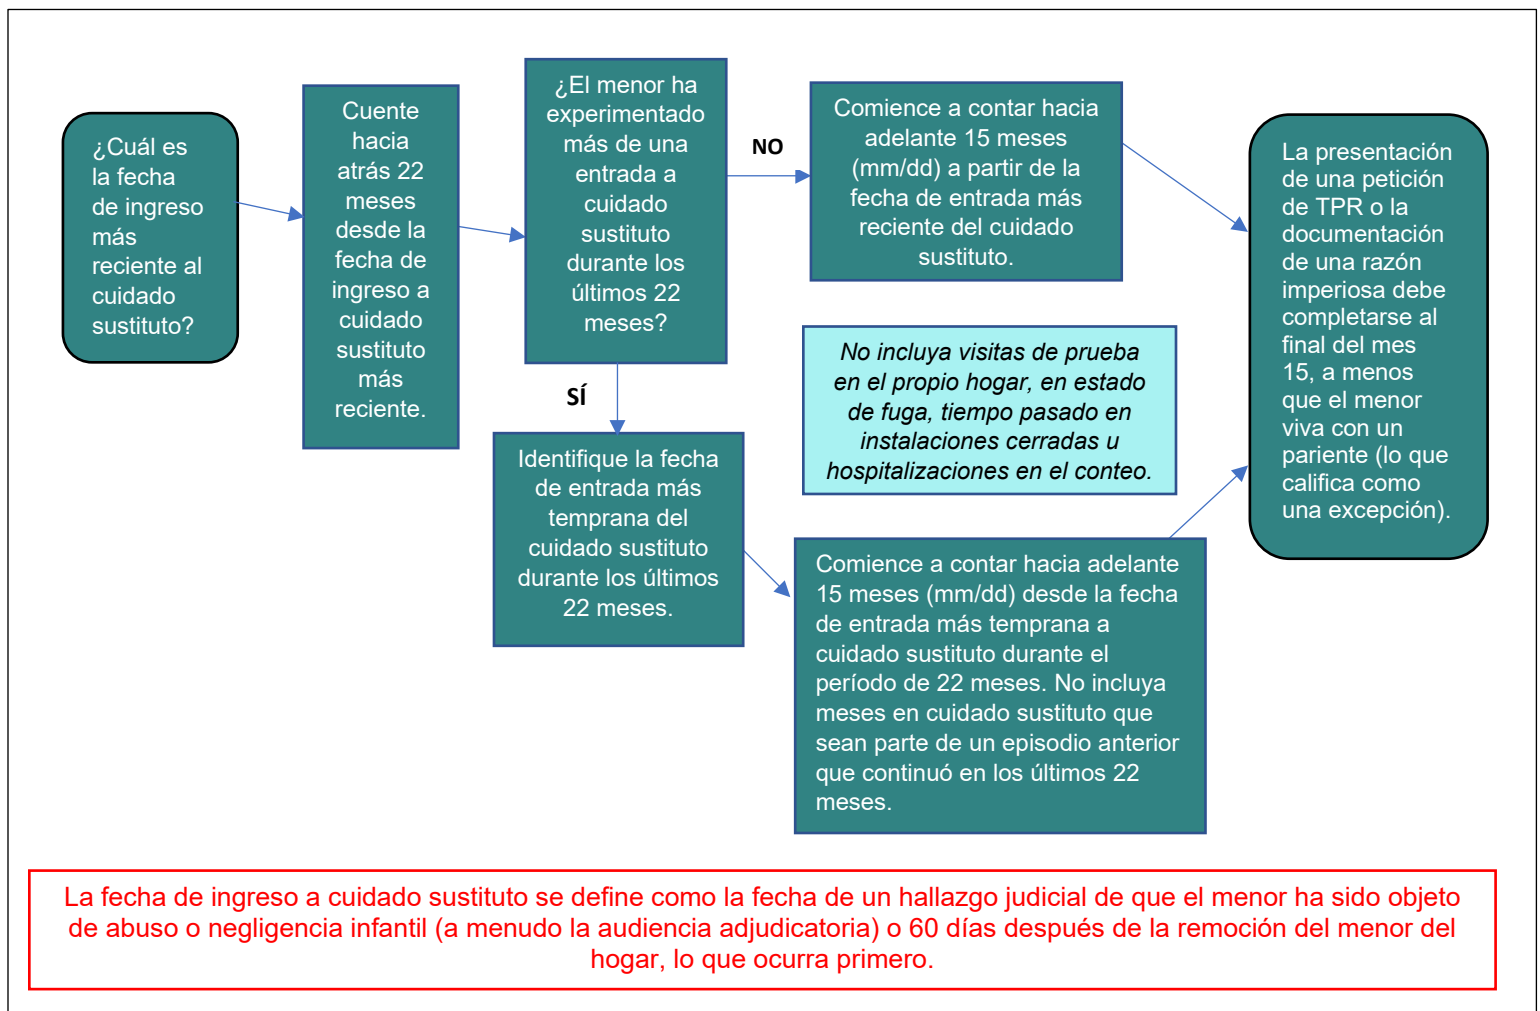 ¿Cuál es
la fecha
de ingreso
más
reciente al
cuidado
sustituto?
Cuente
hacia
atrás 22
meses
desde la
fecha de
ingreso a
cuidado
sustituto
más
reciente.
¿El menor ha
experimentado
más de una
entrada a
cuidado
sustituto
durante los
últimos 22
meses?
NO
Comience a contar hacia
adelante 15 meses
(mm/dd) a partir de la
fecha de entrada más
reciente del cuidado
sustituto.
SÍ
Identifique la fecha
de entrada más
temprana del
cuidado sustituto
durante los últimos
22 meses.
No incluya visitas de prueba
en el propio hogar, en estado
de fuga, tiempo pasado en
instalaciones cerradas u
hospitalizaciones en el conteo.
Comience a contar hacia adelante
15 meses (mm/dd) desde la fecha
de entrada más temprana a
cuidado sustituto durante el
período de 22 meses. No incluya
meses en cuidado sustituto que
sean parte de un episodio anterior
que continuó en los últimos 22
meses.
La presentación
de una petición
de TPR o la
documentación
de una razón
imperiosa debe
completarse al
final del mes
15, a menos
que el menor
viva con un
pariente (lo que
califica como
una excepción).
La fecha de ingreso a cuidado sustituto se define como la fecha de un hallazgo judicial de que el menor ha sido objeto
de abuso o negligencia infantil (a menudo la audiencia adjudicatoria) o 60 días después de la remoción del menor del
hogar, lo que ocurra primero.